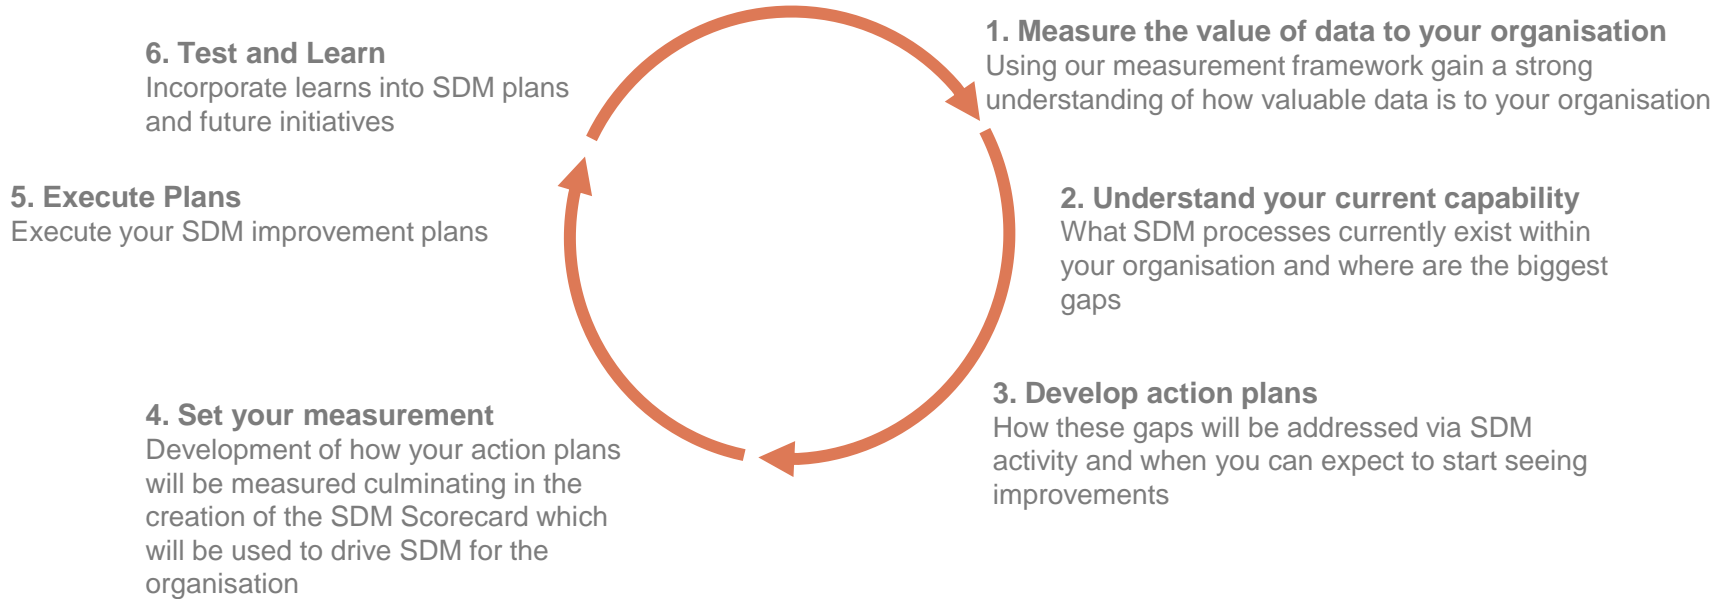 1. Measure the value of data to your organisation
Using our measurement framework gain a strong
understanding of how valuable data is to your organisation
2. Understand your current capability
What SDM processes currently exist within
your organisation and where are the biggest
gaps
3. Develop action plans
How these gaps will be addressed via SDM
activity and when you can expect to start seeing
improvements
4. Set your measurement
Development of how your action plans
will be measured culminating in the
creation of the SDM Scorecard which
will be used to drive SDM for the
organisation
5. Execute Plans
Execute your SDM improvement plans
6. Test and Learn
Incorporate learns into SDM plans
and future initiatives